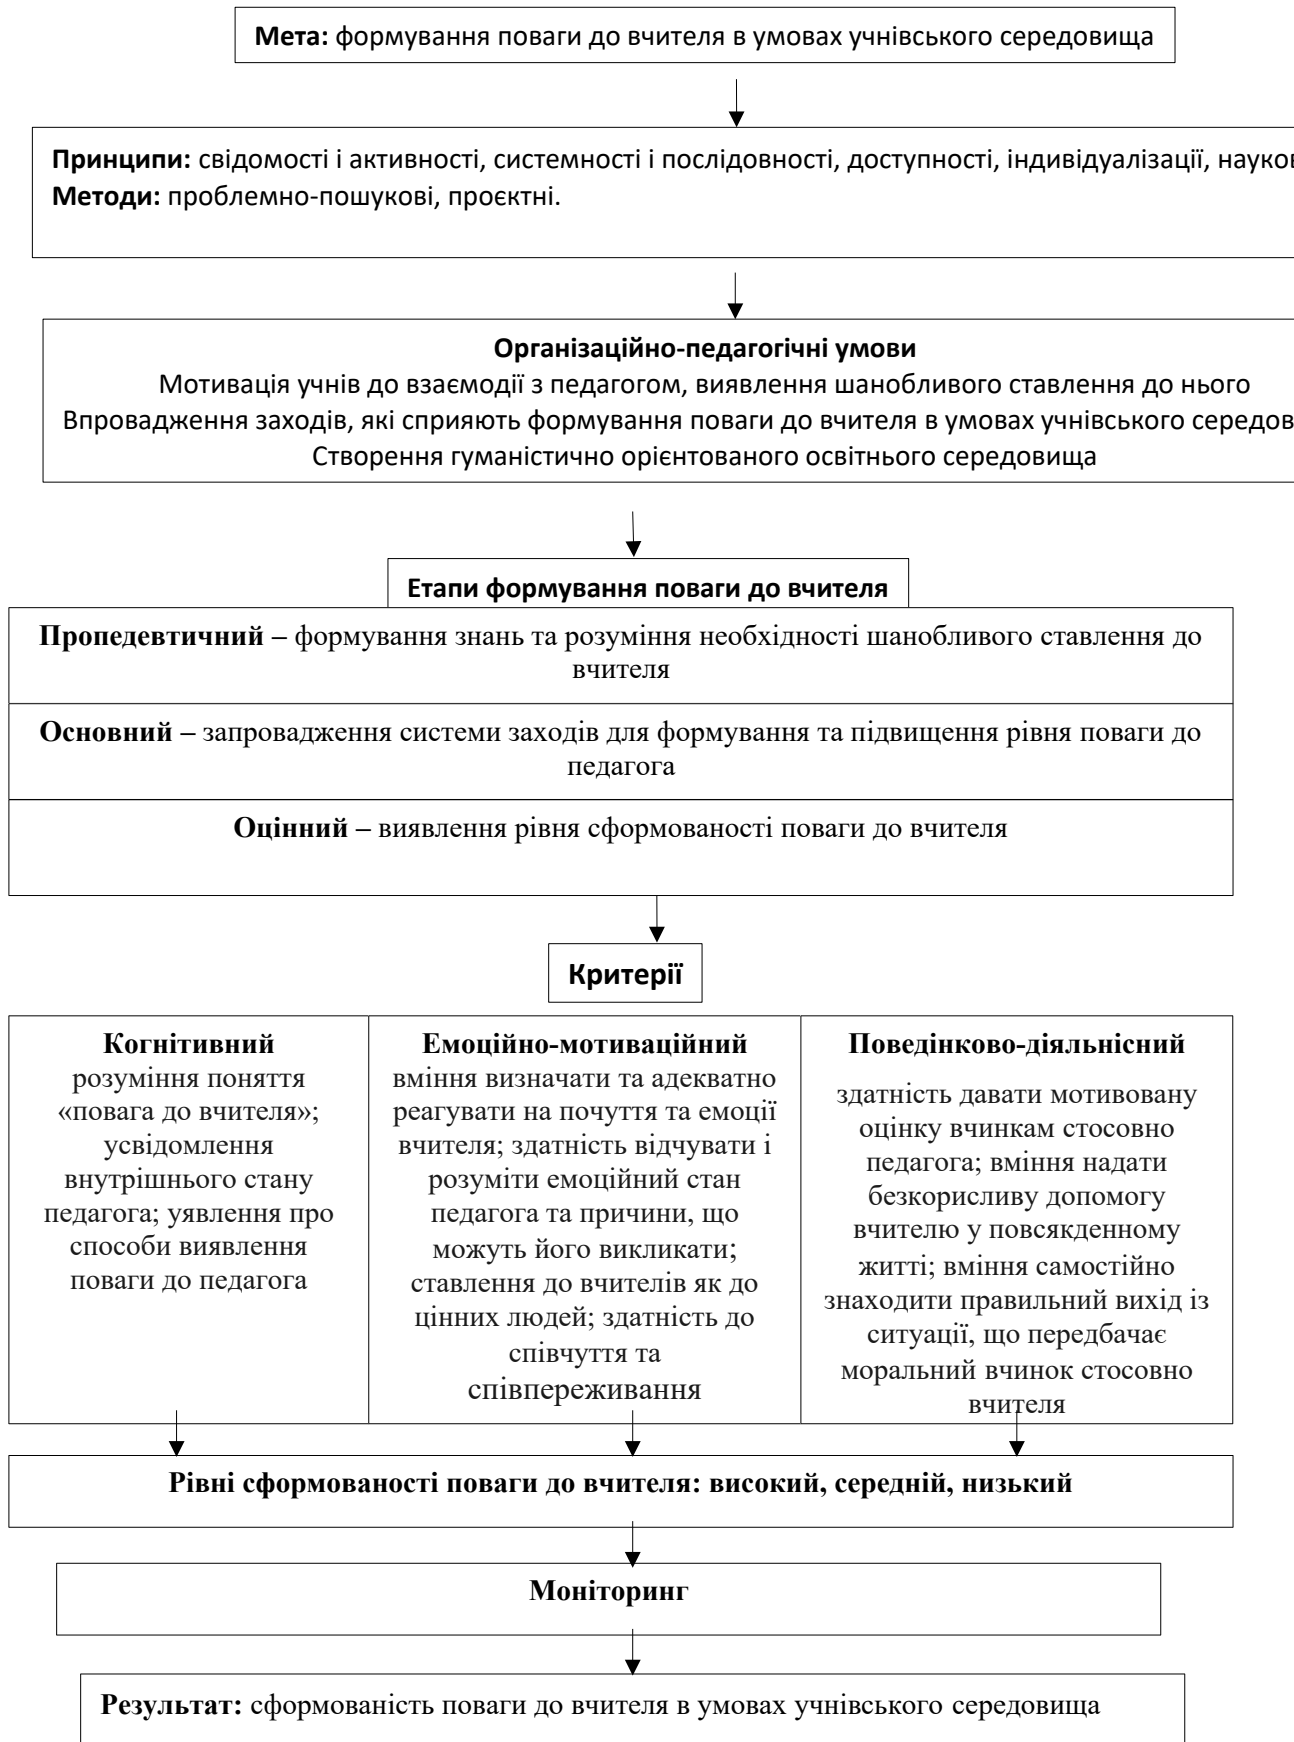 Мета: формування поваги до вчителя в умовах учнівського середовища
Принципи: свідомості і активності, системності і послідовності, доступності, індивідуалізації,
Методи: проблемно-пошукові, проєктні.
Організаційно-педагогічні умови
Мотивація учнів до взаємодії з педагогом, виявлення шанобливого ставлення до нього
Впровадження заходів, які сприяють формування поваги до вчителя в умовах учнівського
Створення гуманістично орієнтованого освітнього середовища
Етапи формування поваги до вчителя
Пропедевтичний – формування знань та розуміння необхідності шанобливого ставлення до
вчителя
Основний – запровадження системи заходів для формування та підвищення рівня поваги до
педагога
Оцінний – виявлення рівня сформованості поваги до вчителя
Критерії
Когнітивний
розуміння поняття
«повага до вчителя»;
усвідомлення
внутрішнього стану
педагога; уявлення про
способи виявлення
поваги до педагога
Емоційно-мотиваційний
вміння визначати та адекватно
реагувати на почуття та емоції
вчителя; здатність відчувати і
розуміти емоційний стан
педагога та причини, що
можуть його викликати;
ставлення до вчителів як до
цінних людей; здатність до
співчуття та
співпереживання
Поведінково-діяльнісний
здатність давати мотивовану
оцінку вчинкам стосовно
педагога; вміння надати
безкорисливу допомогу
вчителю у повсякденному
житті; вміння самостійно
знаходити правильний вихід із
ситуації, що передбачає
моральний вчинок стосовно
вчителя
Рівні сформованості поваги до вчителя: високий, середній, низький
Моніторинг
Результат: сформованість поваги до вчителя в умовах учнівського середовища